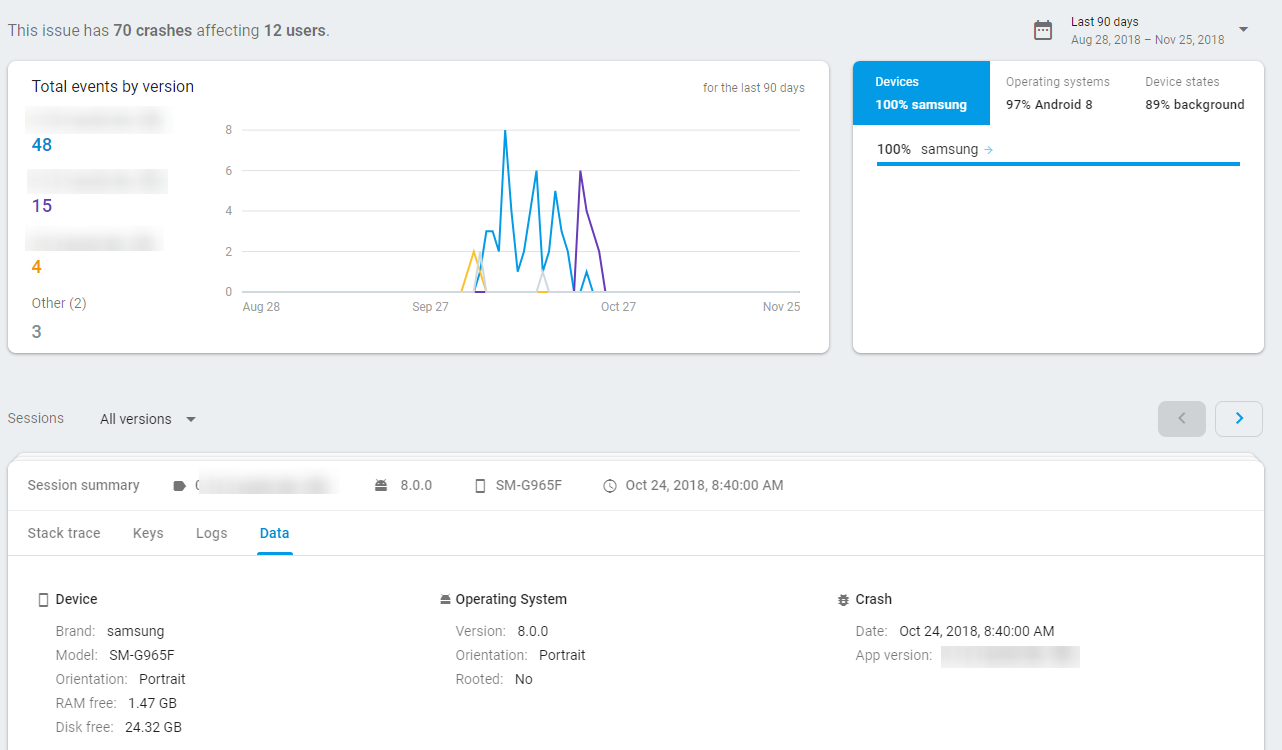 This issue has 70 crashes affecting 12 users.
Last 90 days
Aug 28, 2018 – Nov 25, 2018
Total events by version
for the last 90 days
48
15
4
Other (2)
3
8
6
4
2
0
Aug 28
Sep 27
Oct 27
Nov 25
Devices
100% samsung
Operating systems
97% Android 8
Device states
89% background
100% samsung
Sessions
All versions
Session summary
8.0.0
SM-G965F
Oct 24, 2018, 8:40:00 AM
Stack trace
Keys
Logs
Data
Device
Brand: samsung
Model: SM-G965F
Orientation: Portrait
RAM free: 1.47 GB
Disk free: 24.32 GB
Operating System
Version: 8.0.0
Orientation: Portrait
Rooted: No
Crash
Date: Oct 24, 2018, 8:40:00 AM
App version: